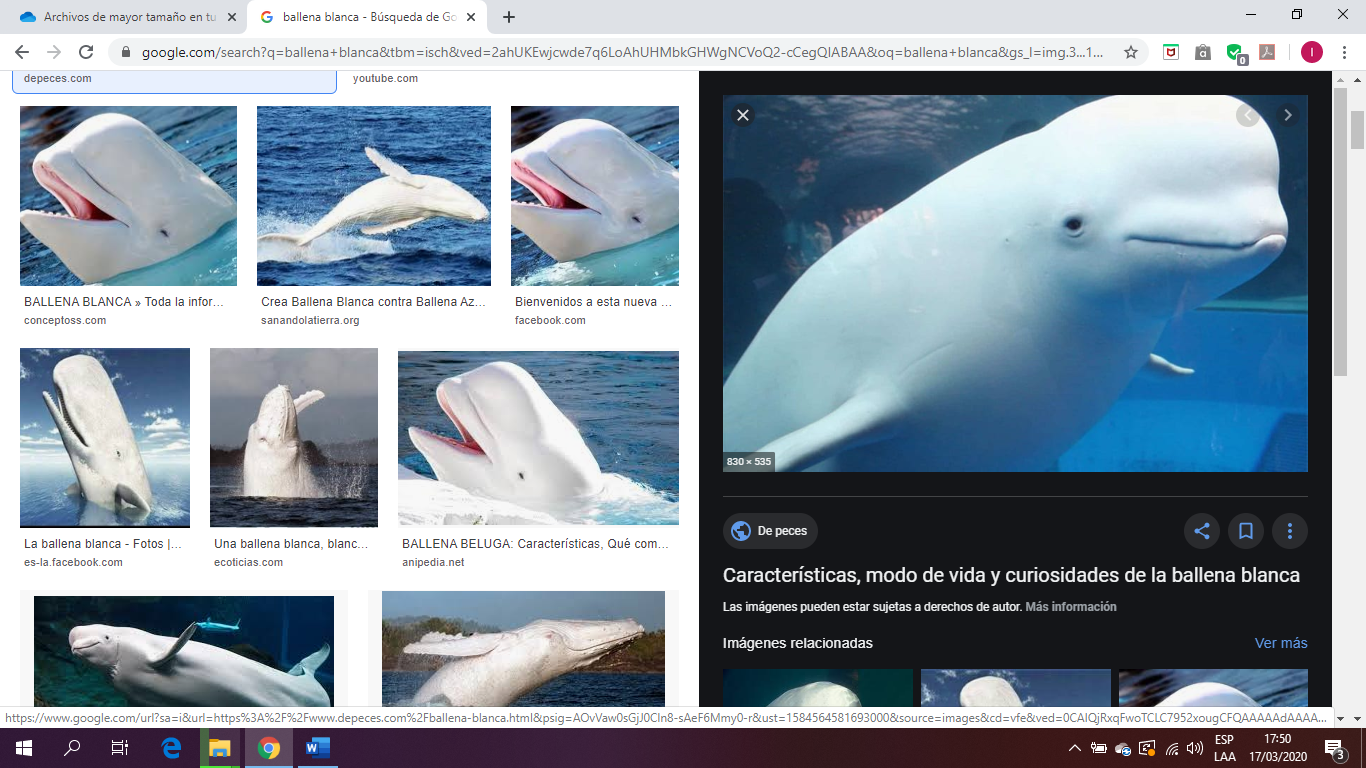 Archivos de mayor tamaño en tu
ballena blanca - Búsqueda de Go
google.com/search?q=ballena+blanca&tbm=isch&ved=2ahUKEwjcwde7q6LoAhUHMbkGHWgNCVoQ2-cCegQIABAA&oq=ballena+blanca&gs_l=img.3...1...
0
I
depeces.com
youtube.com
BALLENA BLANCA » Toda la infor...
conceptoss.com
Crea Ballena Blanca contra Ballena Az...
sanandolatierra.org
Bienvenidos a esta nueva ...
facebook.com
La ballena blanca - Fotos |...
es-la.facebook.com
Una ballena blanca, blanc...
ecoticias.com
BALLENA BELUGA: Características, Qué com...
anipedia.net
830 × 535
De peces
Características, modo de vida y curiosidades de la ballena blanca
Las imágenes pueden estar sujetas a derechos de autor. Más información
Imágenes relacionadas
Ver más
https://www.google.com/url?sa=i&url=https%3A%2F%2Fwww.depeces.com%2Fballena-blanca.html&psig=AOvVaw0sGjJ0CIn8-sAeF6Mmy0-r&ust=1584564581693000&source=images&cd=vfe&ved=0CAIQjRxqFwoTCLC7952xougCFQAAAAAdAAAA...
ESP
LAA
17:50
17/03/2020
3